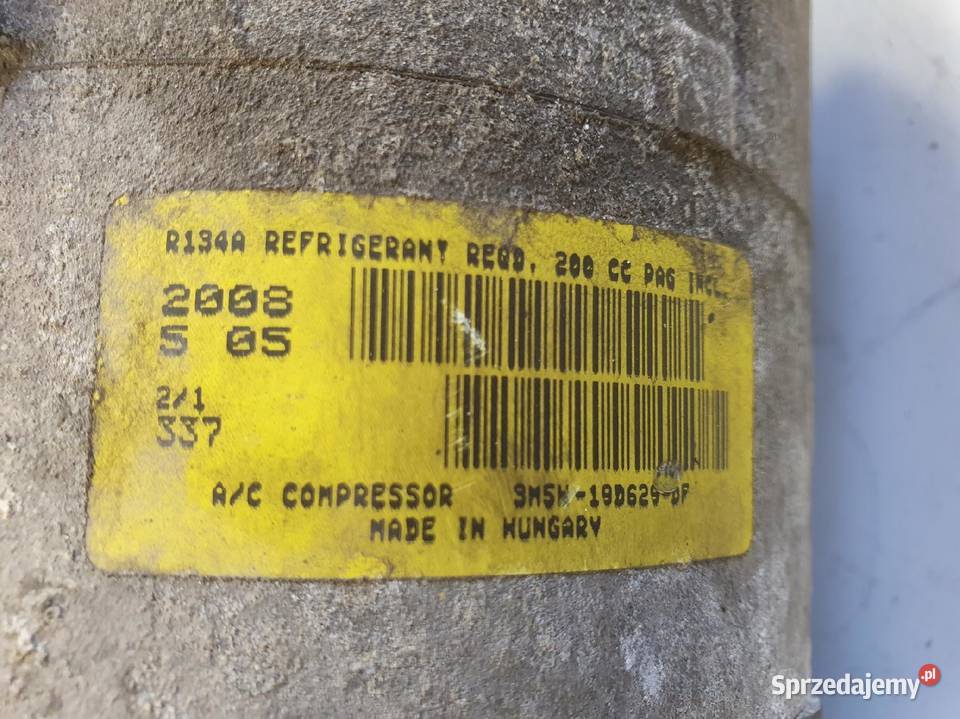 R134A REFRIGERANT REQD. 200 CC PAG INCL.
2008
S 05
2/1
337
A/C COMPRESSOR 3M5H-19D629-DF
MADE IN HUNGARY
Sprzedajemy.pl